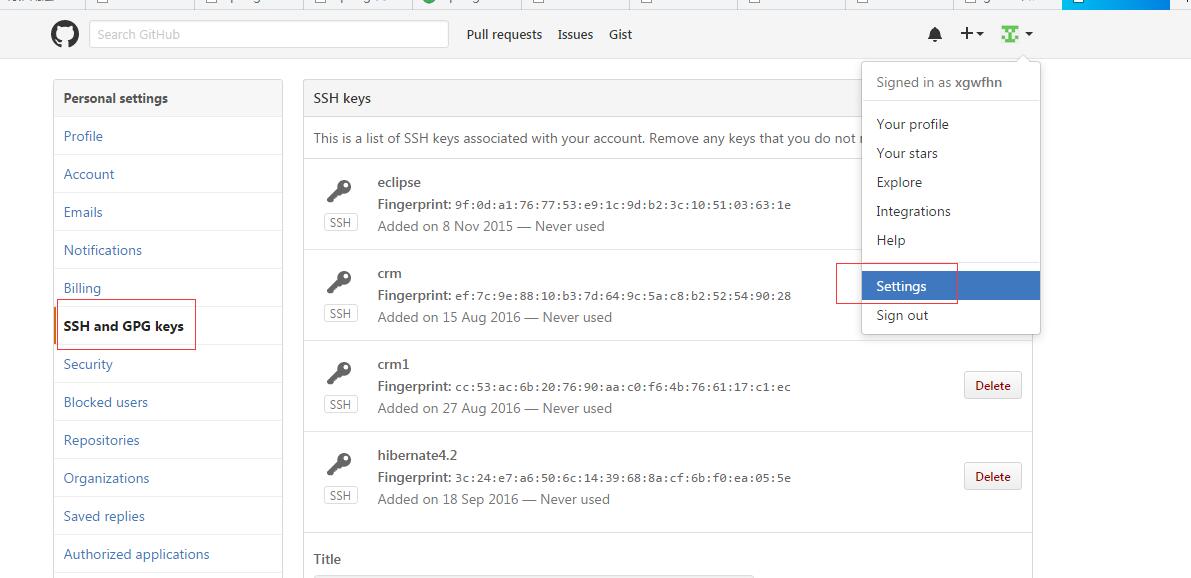 Search GitHub
Pull requests Issues Gist
Signed in as xgwfhn
Your profile
Your stars
Explore
Integrations
Help
Settings
Sign out
Personal settings
Profile
Account
Emails
Notifications
Billing
SSH and GPG keys
Security
Blocked users
Repositories
Organizations
Saved replies
Authorized applications
SSH keys
This is a list of SSH keys associated with your account. Remove any keys that you do not
eclipse
Fingerprint: 9f:0d:a1:76:77:53:e9:1c:9d:b2:3c:10:51:03:63:1e
SSH
Added on 8 Nov 2015 — Never used
crm
Fingerprint: ef:7c:9e:88:10:b3:7d:64:9c:5a:c8:b2:52:54:90:28
SSH
Added on 15 Aug 2016 — Never used
crm1
Fingerprint: cc:53:ac:6b:20:76:90:aa:c0:f6:4b:76:61:17:c1:ec
Delete
SSH
Added on 27 Aug 2016 — Never used
hibernate4.2
Fingerprint: 3c:24:e7:a6:50:6c:14:39:68:8a:cf:6b:f0:ea:05:5e
Delete
SSH
Added on 18 Sep 2016 — Never used
Title